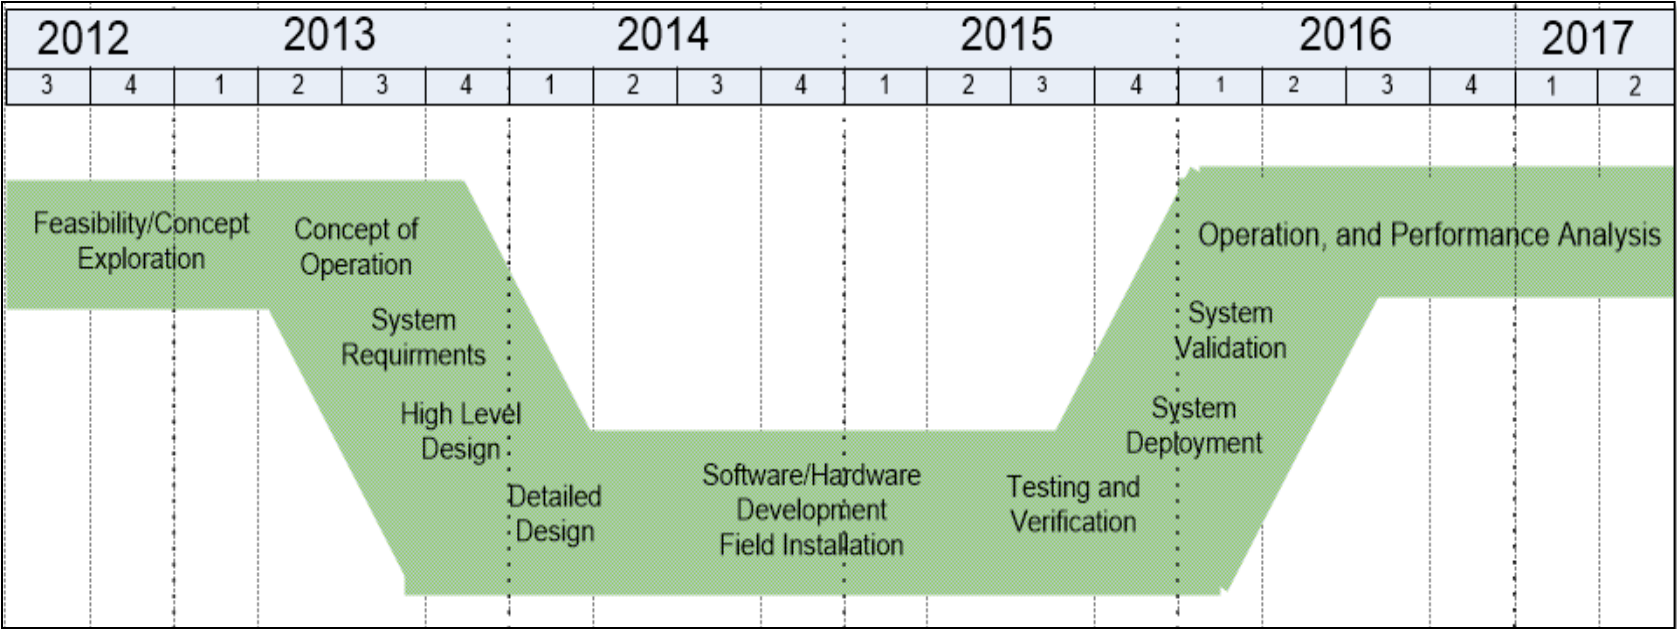 2012 2013 2014 2015 2016 2017
3 4 1 2 3 4 1 2 3 4 1 2 3 4 1 2 3 4 1 2
Feasibility/Concept
Exploration
Concept of
Operation
System
Requirments
High Level
Design
Detailed
Design
Software/Hardware
Development
Field Installation
Testing and
Verification
System
Deployment
System
Validation
Operation, and Performance Analysis